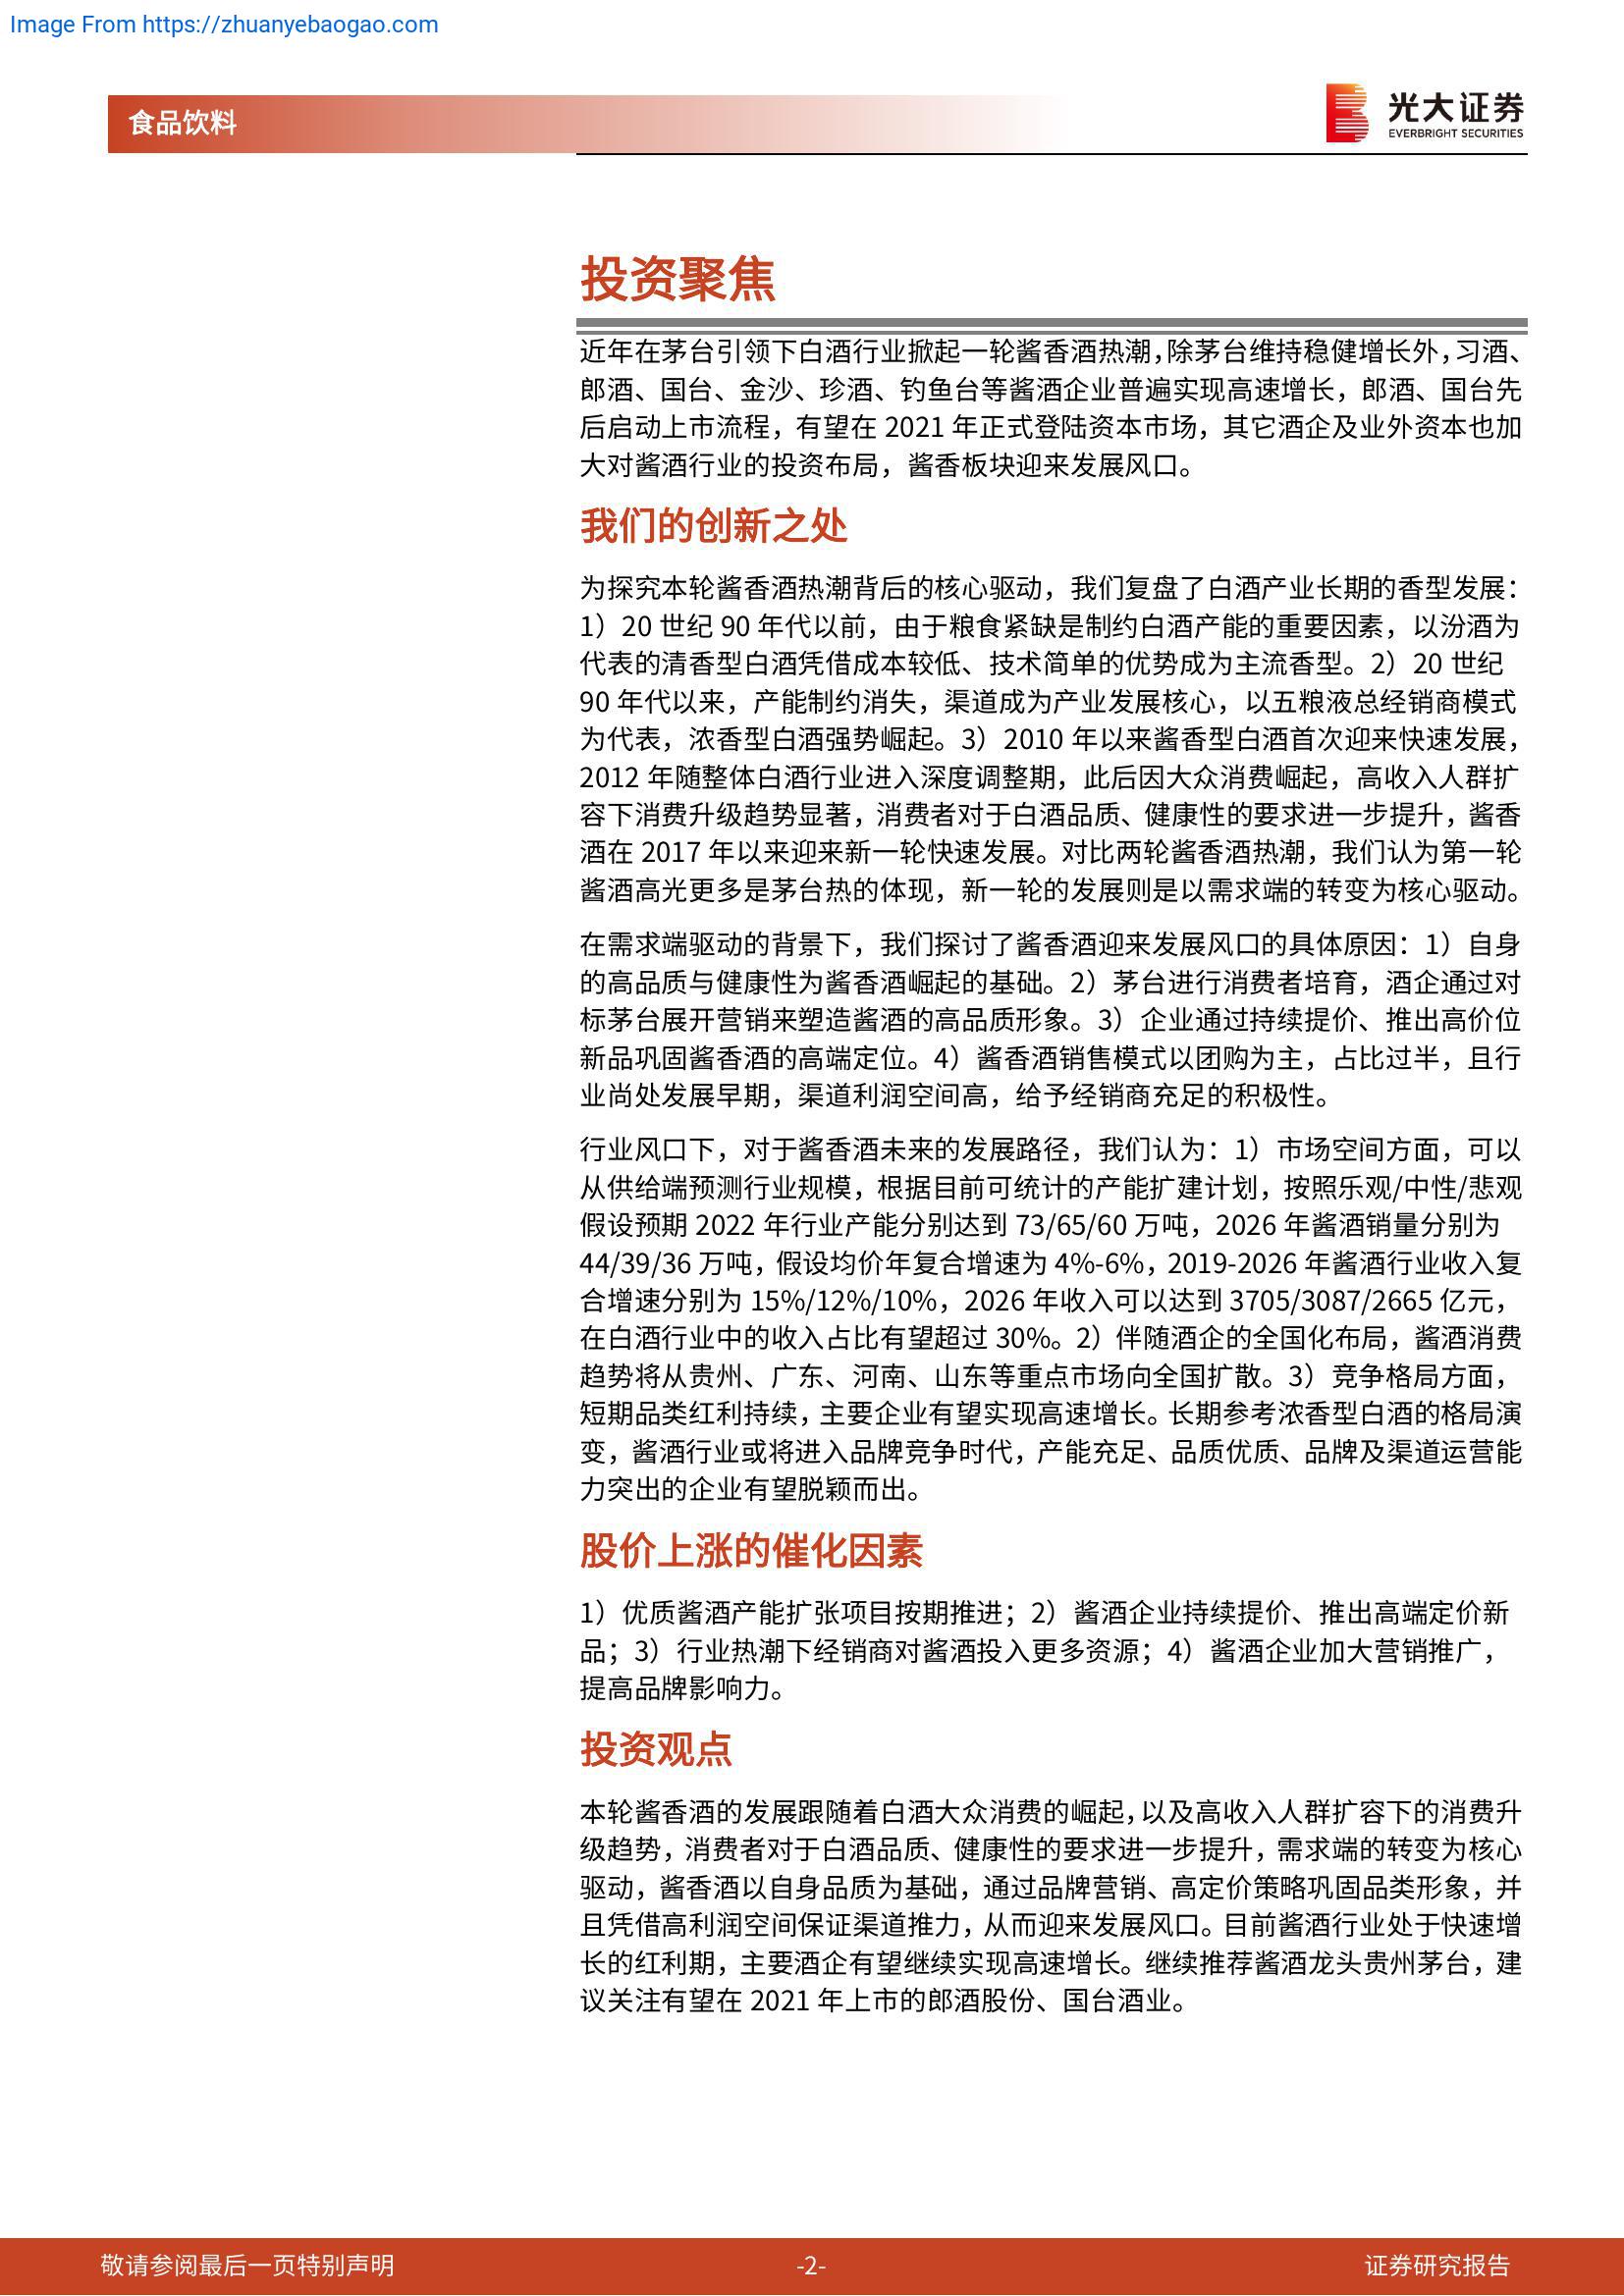 Image From https://zhuanyebaogao.com
食品饮料
光大证券
EVERBRIGHT SECURITIES
投资聚焦
近年在茅台引领下白酒行业掀起一轮酱香酒热潮，除茅台维持稳健增长外，习酒、
郎酒、国台、金沙、珍酒、钓鱼台等酱酒企业普遍实现高速增长，郎酒、国台先
后启动上市流程，有望在 2021 年正式登陆资本市场，其它酒企及业外资本也加
大对酱酒行业的投资布局，酱香板块迎来发展风口。
我们的创新之处
为探究本轮酱香酒热潮背后的核心驱动，我们复盘了白酒产业长期的香型发展：
1）20 世纪 90 年代以前，由于粮食紧缺是制约白酒产能的重要因素，以汾酒为
代表的清香型白酒凭借成本较低、技术简单的优势成为主流香型。2）20 世纪
90 年代以来，产能制约消失，渠道成为产业发展核心，以五粮液总经销商模式
为代表，浓香型白酒强势崛起。3）2010 年以来酱香型白酒首次迎来快速发展，
2012 年随整体白酒行业进入深度调整期，此后因大众消费崛起，高收入人群扩
容下消费升级趋势显著，消费者对于白酒品质、健康性的要求进一步提升，酱香
酒在 2017 年以来迎来新一轮快速发展。对比两轮酱香酒热潮，我们认为第一轮
酱酒高光更多是茅台热的体现，新一轮的发展则是以需求端的转变为核心驱动。
在需求端驱动的背景下，我们探讨了酱香酒迎来发展风口的具体原因：1）自身
的高品质与健康性为酱香酒崛起的基础。2）茅台进行消费者培育，酒企通过对
标茅台展开营销来塑造酱酒的高品质形象。3）企业通过持续提价、推出高价位
新品巩固酱香酒的高端定位。4）酱香酒销售模式以团购为主，占比过半，且行
业尚处发展早期，渠道利润空间高，给予经销商充足的积极性。
行业风口下，对于酱香酒未来的发展路径，我们认为：1）市场空间方面，可以
从供给端预测行业规模，根据目前可统计的产能扩建计划，按照乐观/中性/悲观
假设预期 2022 年行业产能分别达到 73/65/60 万吨，2026 年酱酒销量分别为
44/39/36 万吨，假设均价年复合增速为 4%-6%，2019-2026 年酱酒行业收入复
合增速分别为 15%/12%/10%，2026 年收入可以达到 3705/3087/2665 亿元，
在白酒行业中的收入占比有望超过 30%。2）伴随酒企的全国化布局，酱酒消费
趋势将从贵州、广东、河南、山东等重点市场向全国扩散。3）竞争格局方面，
短期品类红利持续，主要企业有望实现高速增长。长期参考浓香型白酒的格局演
变，酱酒行业或将进入品牌竞争时代，产能充足、品质优质、品牌及渠道运营能
力突出的企业有望脱颖而出。
股价上涨的催化因素
1）优质酱酒产能扩张项目按期推进；2）酱酒企业持续提价、推出高端定价新
品；3）行业热潮下经销商对酱酒投入更多资源；4）酱酒企业加大营销推广，
提高品牌影响力。
投资观点
本轮酱香酒的发展跟随着白酒大众消费的崛起，以及高收入人群扩容下的消费升
级趋势，消费者对于白酒品质、健康性的要求进一步提升，需求端的转变为核心
驱动，酱香酒以自身品质为基础，通过品牌营销、高定价策略巩固品类形象，并
且凭借高利润空间保证渠道推力，从而迎来发展风口。目前酱酒行业处于快速增
长的红利期，主要酒企有望继续实现高速增长。继续推荐酱酒龙头贵州茅台，建
议关注有望在 2021 年上市的郎酒股份、国台酒业。
敬请参阅最后一页特别声明
-2-
证券研究报告